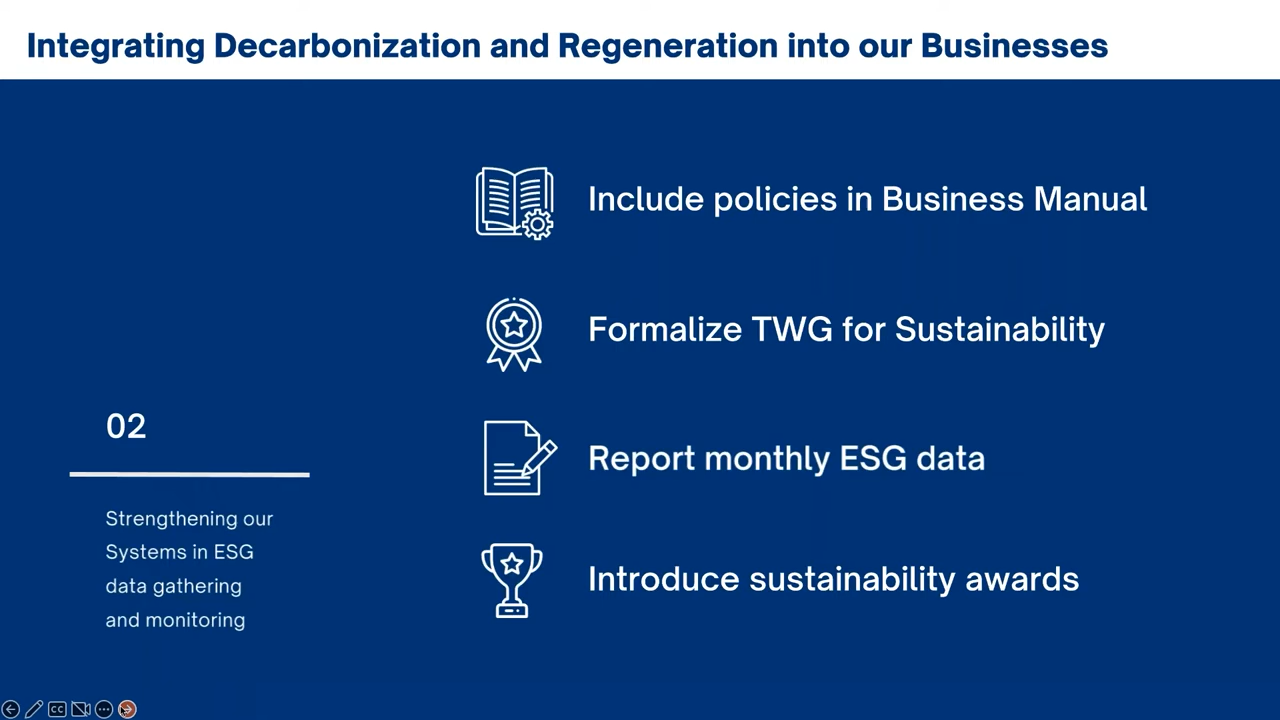 Integrating Decarbonization and Regeneration into our Businesses
Include policies in Business Manual
Formalize TWG for Sustainability
Report monthly ESG data
Introduce sustainability awards
02
Strengthening our
Systems in ESG
data gathering
and monitoring
CC